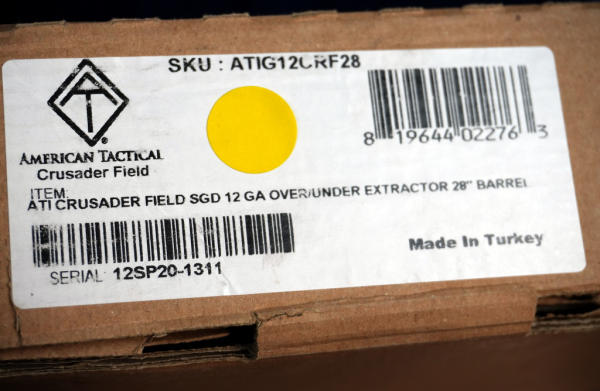 SKU : ATIG12CRF28
AT
AMERICAN TACTICAL
Crusader Field
8 19644 02276 3
ITEM:
ATI CRUSADER FIELD SGD 12 GA OVER/UNDER EXTRACTOR 28" BARREL
SERIAL: 12SP20-1311
Made In Turkey